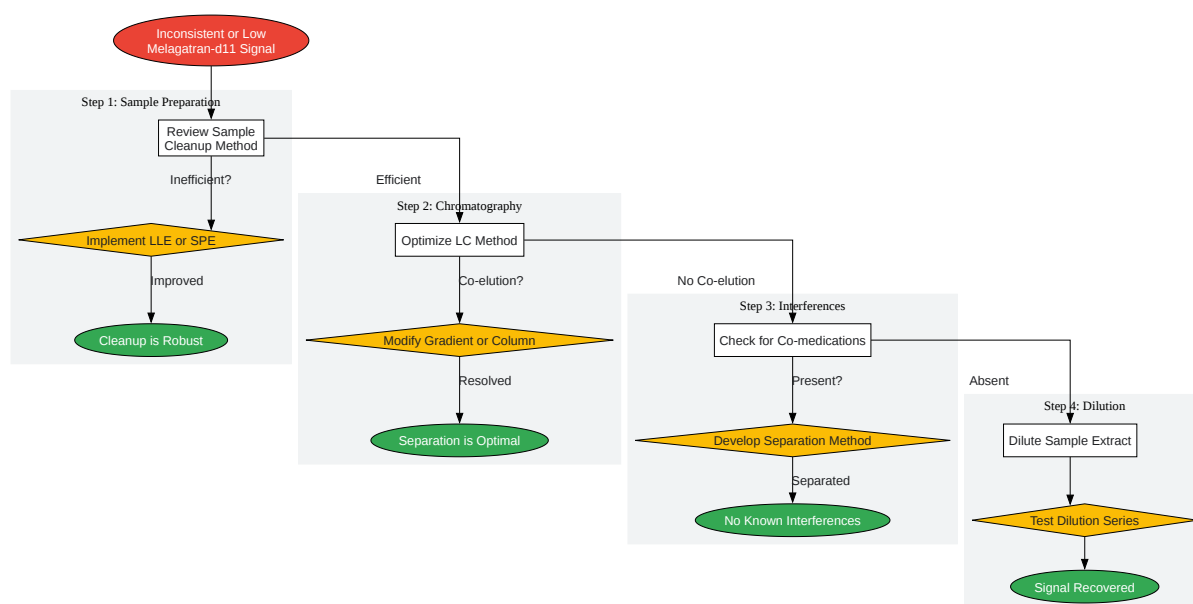 Inconsistent or Low
Melagatran-d11 Signal
Step 1: Sample Preparation
Review Sample
Cleanup Method
Inefficient?
Implement LLE or SPE
Improved
Cleanup is Robust
Efficient
Step 2: Chromatography
Optimize LC Method
Co-elution?
Modify Gradient or Column
Resolved
Separation is Optimal
No Co-elution
Step 3: Interferences
Check for Co-medications
Present?
Develop Separation Method
Separated
No Known Interferences
Absent
Step 4: Dilution
Dilute Sample Extract
Test Dilution Series
Signal Recovered